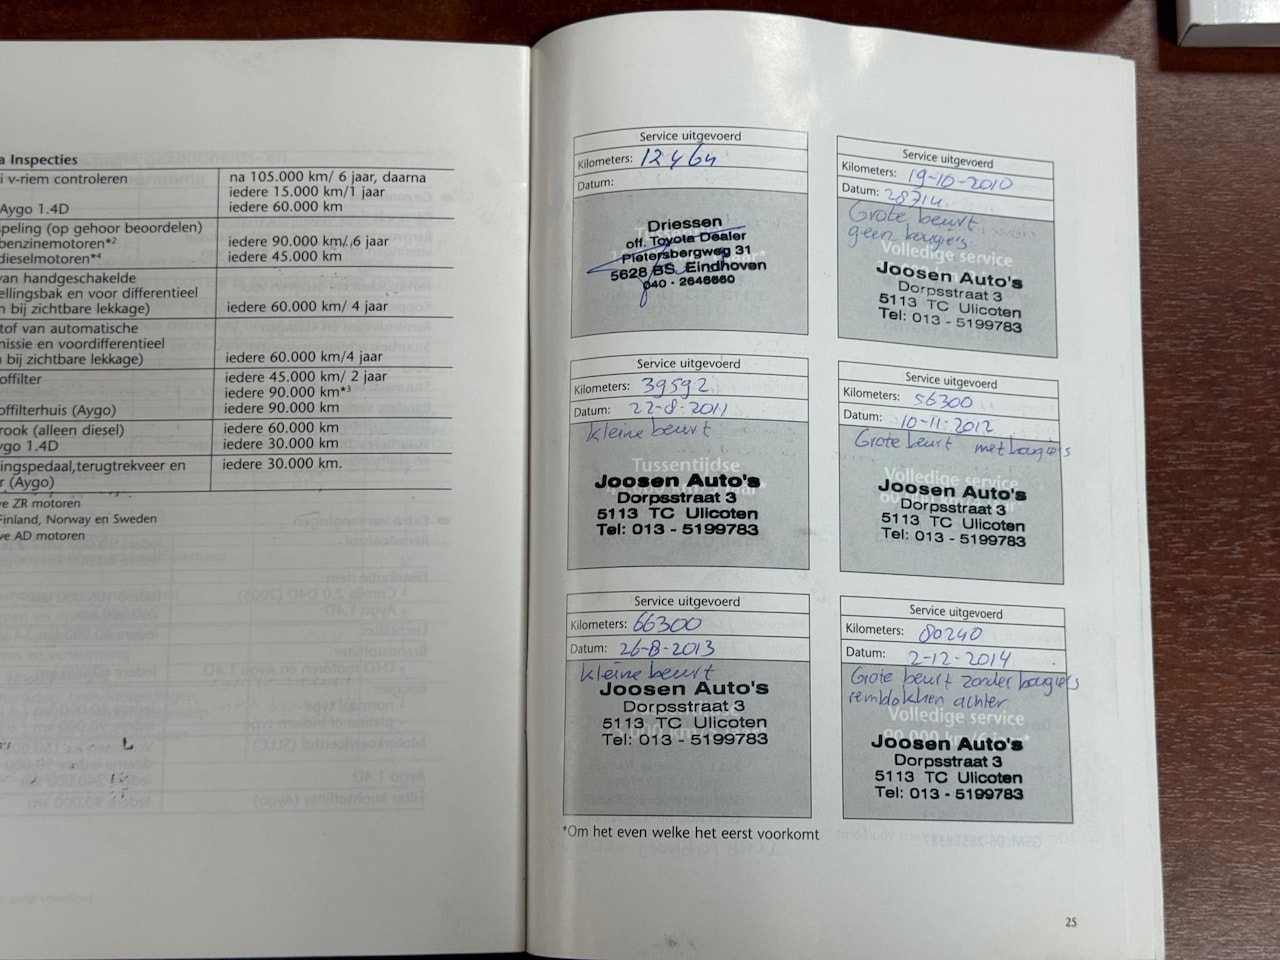 a Inspecties
i v-riem controleren
na 105.000 km/ 6 jaar, daarna
iedere 15.000 km/1 jaar
Aygo 1.4D
iedere 60.000 km
speling (op gehoor beoordelen)
benzinemotoren*2
iedere 90.000 km/,6 jaar
dieselmotoren*4
iedere 45.000 km
van handgeschakelde
ellingsbak en voor differentieel
n bij zichtbare lekkage)
iedere 60.000 km/ 4 jaar
tof van automatische
missie en voordifferentieel
n bij zichtbare lekkage)
iedere 60.000 km/4 jaar
offilter
iedere 45.000 km/ 2 jaar
iedere 90.000 km*3
offilterhuis (Aygo)
iedere 90.000 km
rook (alleen diesel)
iedere 60.000 km
ygo 1.4D
iedere 30.000 km
ingspedaal,terugtrekveer en
iedere 30.000 km.
r (Aygo)
ve ZR motoren
Finland, Norway en Sweden
ve AD motoren
Service uitgevoerd
Kilometers: 12464
Datum:
Driessen
off. Toyota Dealer
Pietersbergweg 31
5628 BS Eindhoven
040 - 2646660
Service uitgevoerd
Kilometers: 19-10-2010
Datum: 28714
Grote beurt
geen bougies
Volledige service
Joosen Auto's
Dorpsstraat 3
5113 TC Ulicoten
Tel: 013 - 5199783
Service uitgevoerd
Kilometers: 39592
Datum: 22-8-2011
kleine beurt
Tussentijdse
Joosen Auto's
Dorpsstraat 3
5113 TC Ulicoten
Tel: 013 - 5199783
Service uitgevoerd
Kilometers: 56300
Datum: 10-11-2012
Grote beurt met bougies
Volledige service
Joosen Auto's
Dorpsstraat 3
5113 TC Ulicoten
Tel: 013 - 5199783
Service uitgevoerd
Kilometers: 66300
Datum: 26-8-2013
kleine beurt
Joosen Auto's
Dorpsstraat 3
5113 TC Ulicoten
Tel: 013 - 5199783
Service uitgevoerd
Kilometers: 80240
Datum: 2-12-2014
Grote beurt zonder bougies
remblokken achter
Volledige service
Joosen Auto's
Dorpsstraat 3
5113 TC Ulicoten
Tel: 013 - 5199783
*Om het even welke het eerst voorkomt
25